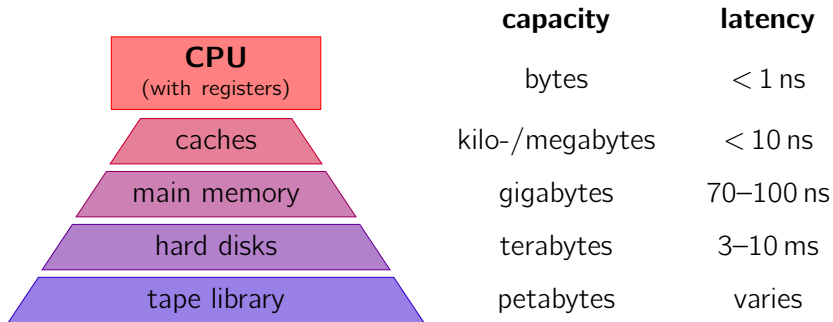 capacity latency
CPU
(with registers) bytes < 1 ns
caches kilo-/megabytes < 10 ns
main memory gigabytes 70–100 ns
hard disks terabytes 3–10 ms
tape library petabytes varies